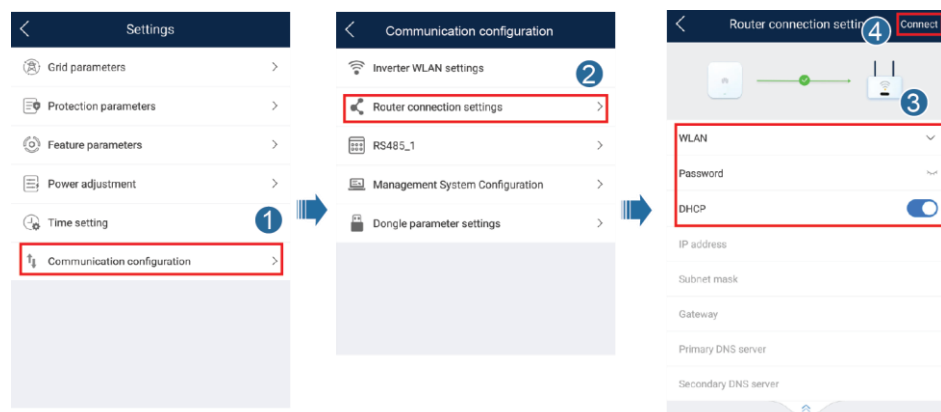 Settings
Grid parameters
Protection parameters
Feature parameters
Power adjustment
Time setting
1
Communication configuration
Communication configuration
Inverter WLAN settings
2
Router connection settings
RS485_1
Management System Configuration
Dongle parameter settings
Router connection settin
4
Connect
3
WLAN
Password
DHCP
IP address
Subnet mask
Gateway
Primary DNS server
Secondary DNS server